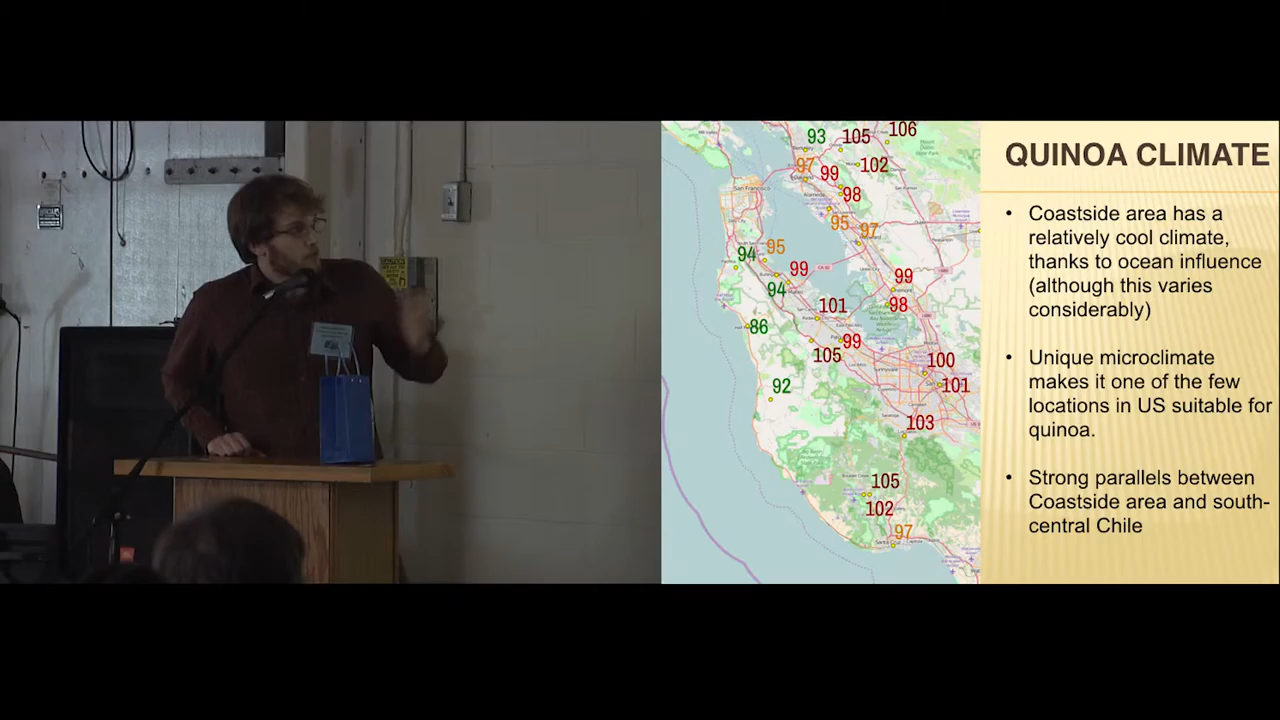 CAUTION
93
105
106
97
99
102
98
San Francisco
95
97
94
95
99
94
99
98
101
86
99
105
100
101
92
103
105
102
97
QUINOA CLIMATE
• Coastside area has a
relatively cool climate,
thanks to ocean influence
(although this varies
considerably)
• Unique microclimate
makes it one of the few
locations in US suitable for
quinoa.
• Strong parallels between
Coastside area and south-
central Chile